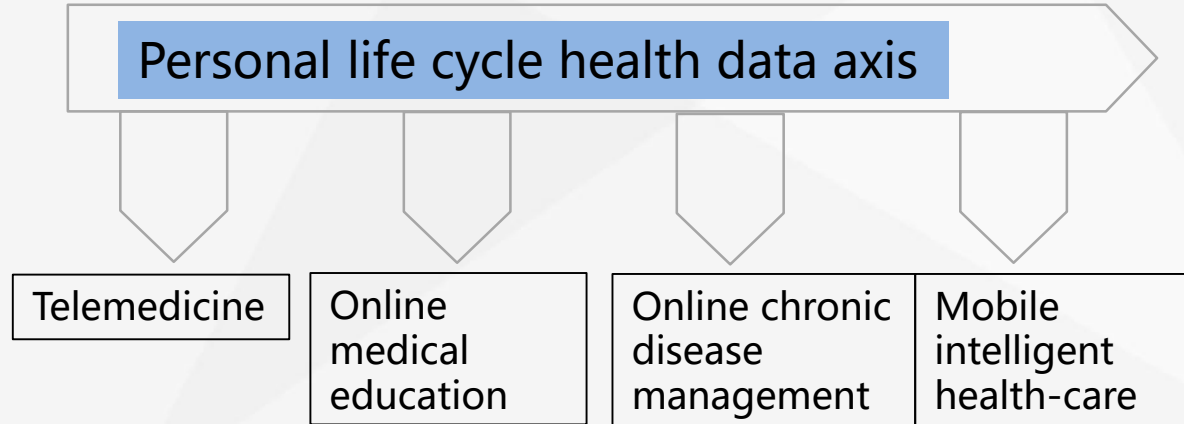 Personal life cycle health data axis
Telemedicine
Online
medical
education
Online chronic
disease
management
Mobile
intelligent
health-care